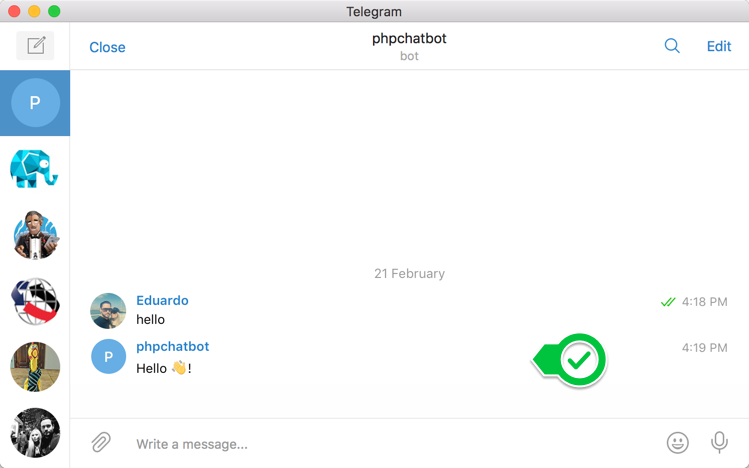 Telegram
Close
phpchatbot
bot
Edit
P
21 February
Eduardo
4:18 PM
hello
P
phpchatbot
4:19 PM
Hello 👋!
Write a message...